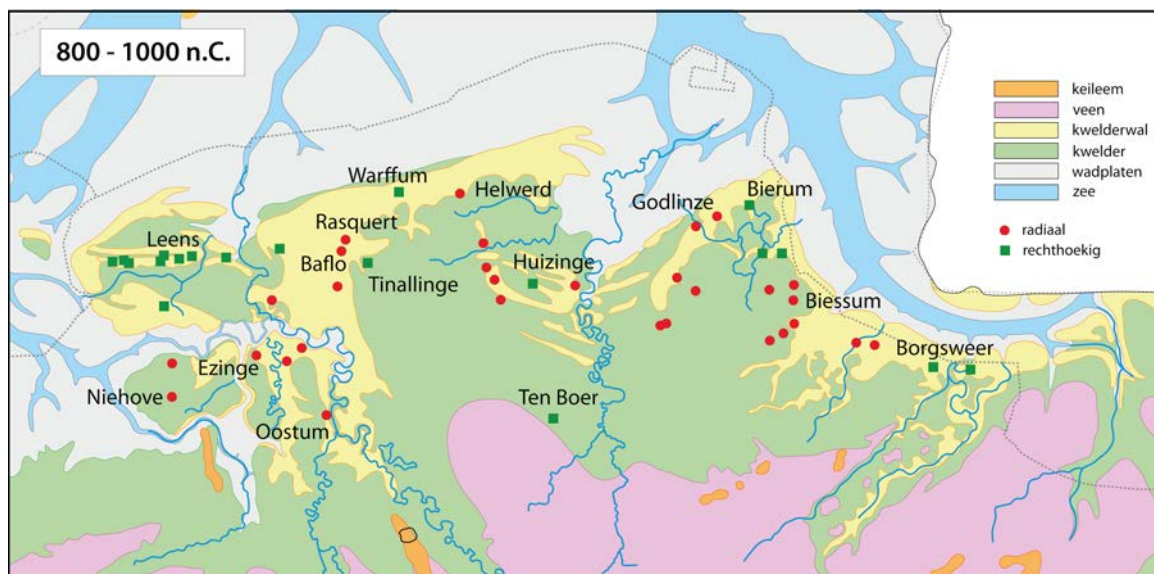 800 - 1000 n.C.
keileem
veen
kwelderwal
kwelder
wadplaten
zee
radiaal
rechthoekig
Warffum
Helwerd
Godlinze
Bierum
Rasquert
Leens
Baflo
Tinallinge
Huizinge
Biessum
Ezinge
Borgsweer
Niehove
Ten Boer
Oostum